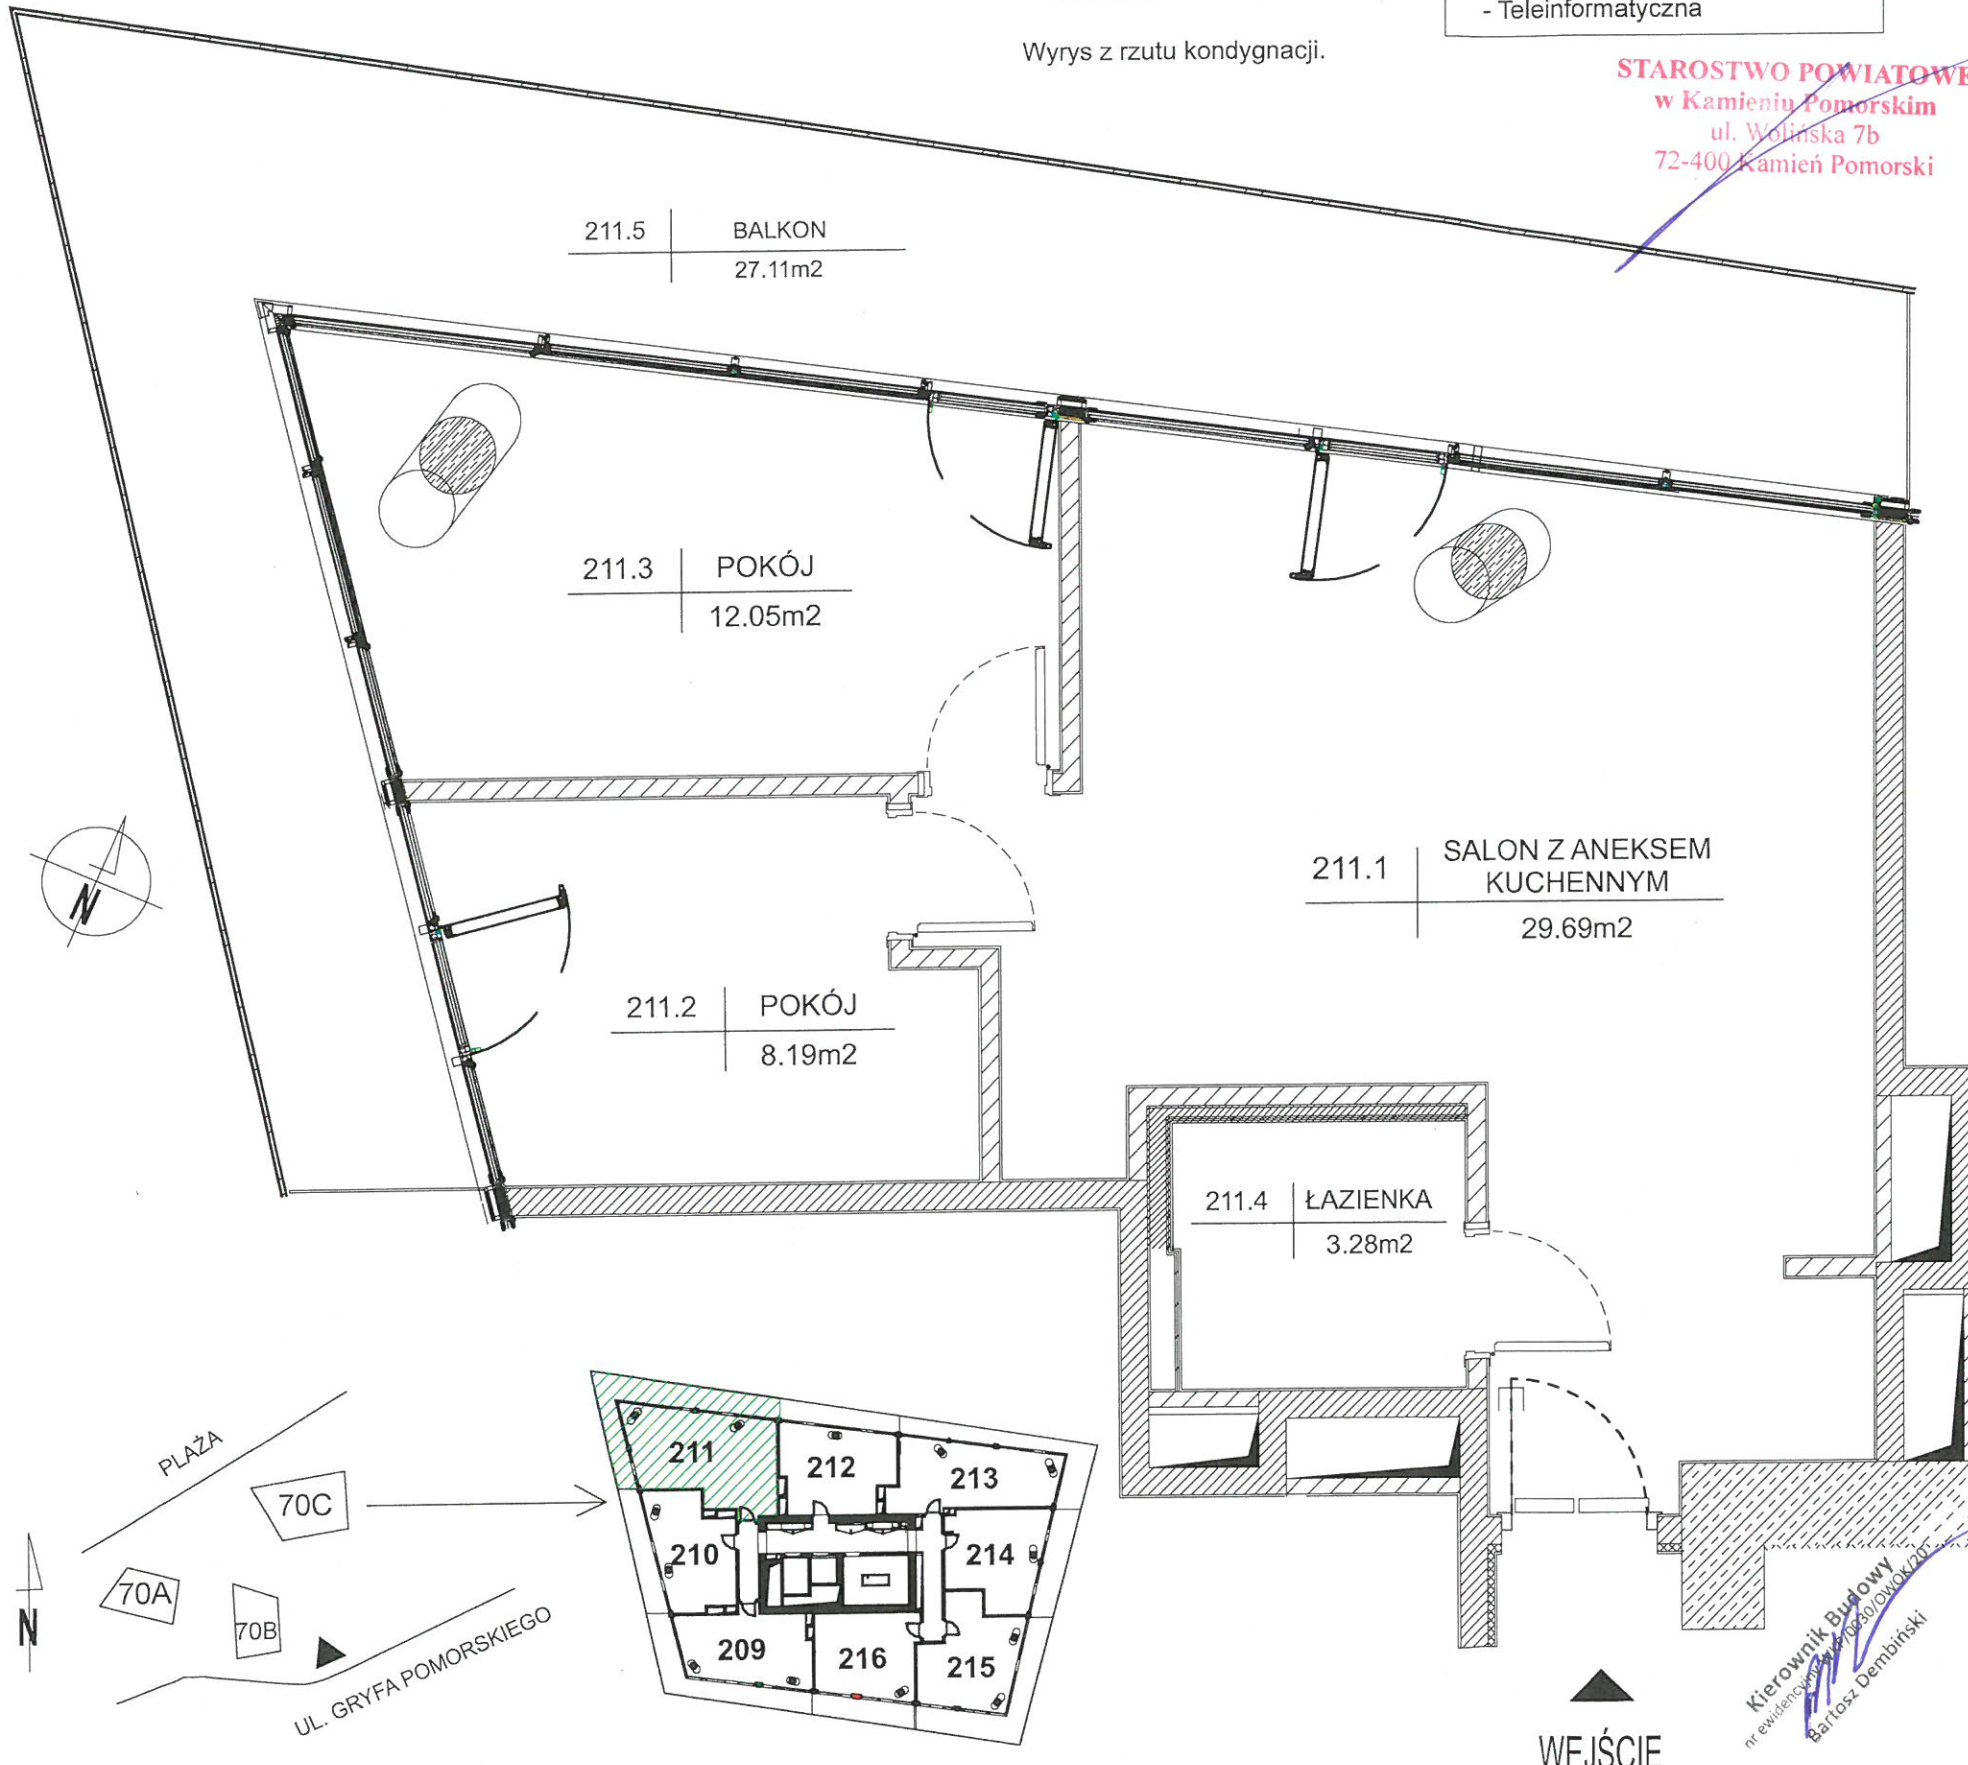 - Teleinformatyczna
Wyrys z rzutu kondygnacji.
STAROSTWO POWIATOWE
w Kamieniu Pomorskim
ul. Wolińska 7b
72-400 Kamień Pomorski
211.5 BALKON
27.11m2
211.3 POKÓJ
12.05m2
211.1 SALON Z ANEKSEM
KUCHENNYM
29.69m2
N
211.2 POKÓJ
8.19m2
211.4 ŁAZIENKA
3.28m2
PLAŻA
70C
70A
70B
N
UL. GRYFA POMORSKIEGO
211
212
213
210
214
209
216
215
WEJŚCIE
Kierownik Budowy
nr ewidencyjny
Bartosz Dembiński